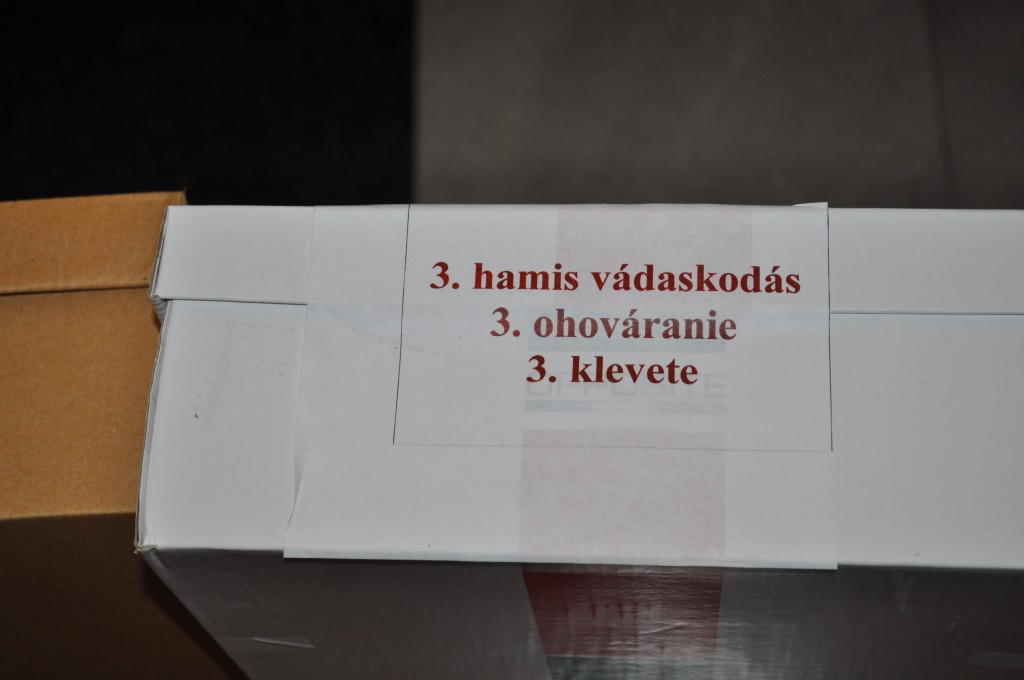 3. hamis vádaskodás
3. ohováranie
3. klevete